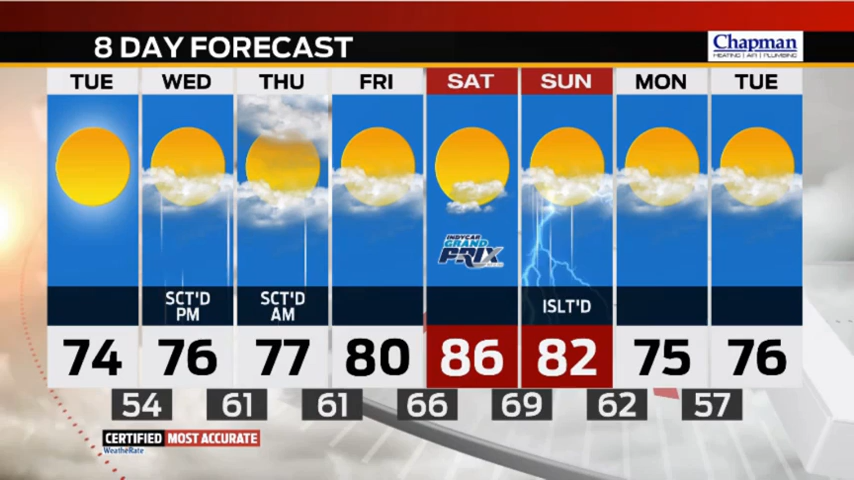 8 DAY FORECAST
Chapman
HEATING | AIR | PLUMBING
TUE WED THU FRI SAT SUN MON TUE
INDYCAR
GRAND
PRIX
SCT'D PM
SCT'D AM
ISLT'D
74 76 77 80 86 82 75 76
54 61 61 66 69 62 57
CERTIFIED MOST ACCURATE
WeatheRate